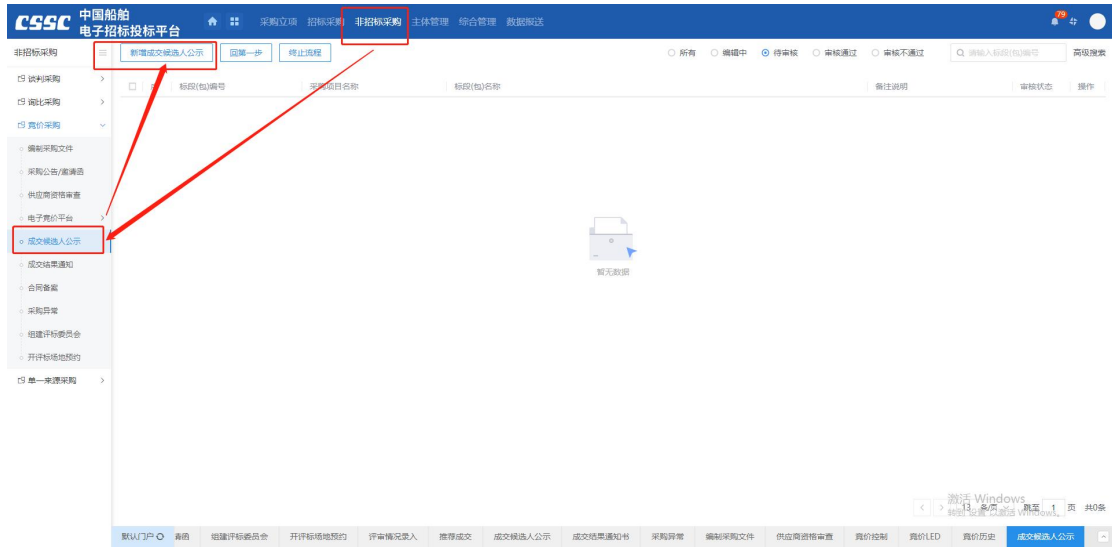 CSSC 中国船舶
电子招标投标平台
采购立项 招标采购 非招标采购 主体管理 综合管理 数据报送
79
非招标采购
新增成交候选人公示 回第一步 终止流程
所有 编辑中 待审核 审核通过 审核不通过
请输入标段(包)编号
高级搜索
谈判采购
询比采购
竞价采购
编制采购文件
采购公告/邀请函
供应商资格审查
电子竞价平台
成交候选人公示
成交结果通知
合同备案
采购异常
组建评标委员会
开评标场地预约
单一来源采购
标段(包)编号 采购项目名称 标段(包)名称 备注说明 审核状态 操作
暂无数据
激活 Windows
转到"设置"以激活 Windows。
13 条/页 跳至 1 页 共0条
默认门户 请函 组建评标委员会 开评标场地预约 评审情况录入 推荐成交 成交候选人公示 成交结果通知书 采购异常 编制采购文件 供应商资格审查 竞价控制 竞价LED 竞价历史 成交候选人公示